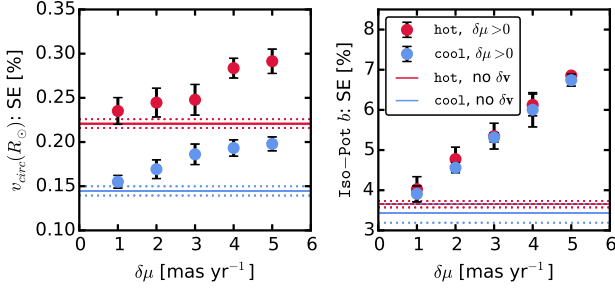 v_circ(R_⊙): SE [%]
0.35
0.30
0.25
0.20
0.15
0.10
0 1 2 3 4 5 6
δμ [mas yr⁻¹]
Iso−Pot b: SE [%]
8
7
6
5
4
3
0 1 2 3 4 5 6
δμ [mas yr⁻¹]
hot, δμ>0
cool, δμ>0
hot, no δv
cool, no δv